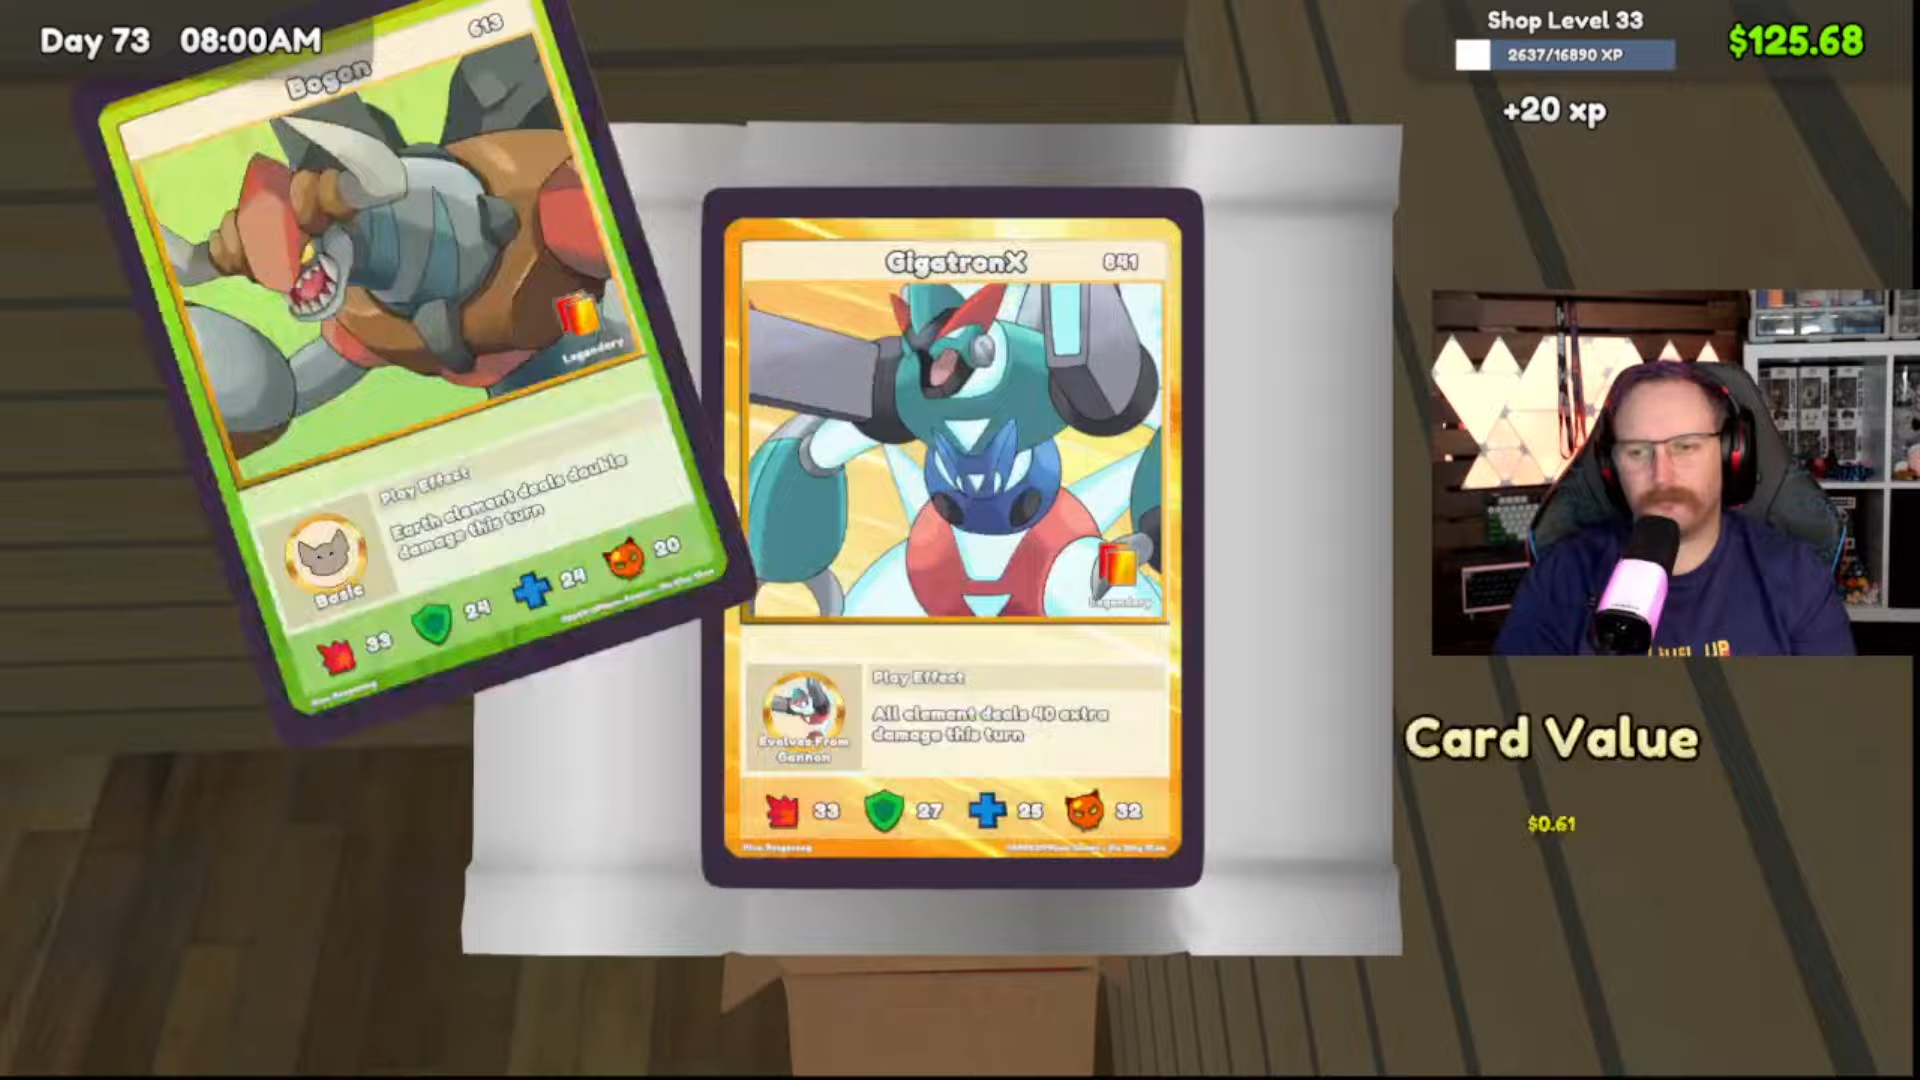 Day 73 08:00AM
Shop Level 33
2637/16890 XP
$125.68
+20 xp
613
Bogon
Legendary
Play Effect
Earth element deals double
damage this turn
Basic
33 24 24 20
GigatronX 841
Legendary
Play Effect
All element deals 40 extra
damage this turn
Evolves From
Gannon
33 27 25 32
Card Value
$0.61